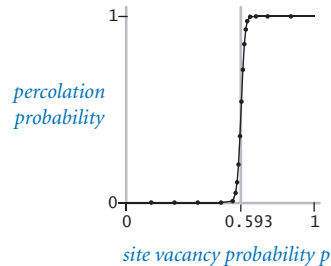 1
percolation
probability
0
0 0.593 1
site vacancy probability p